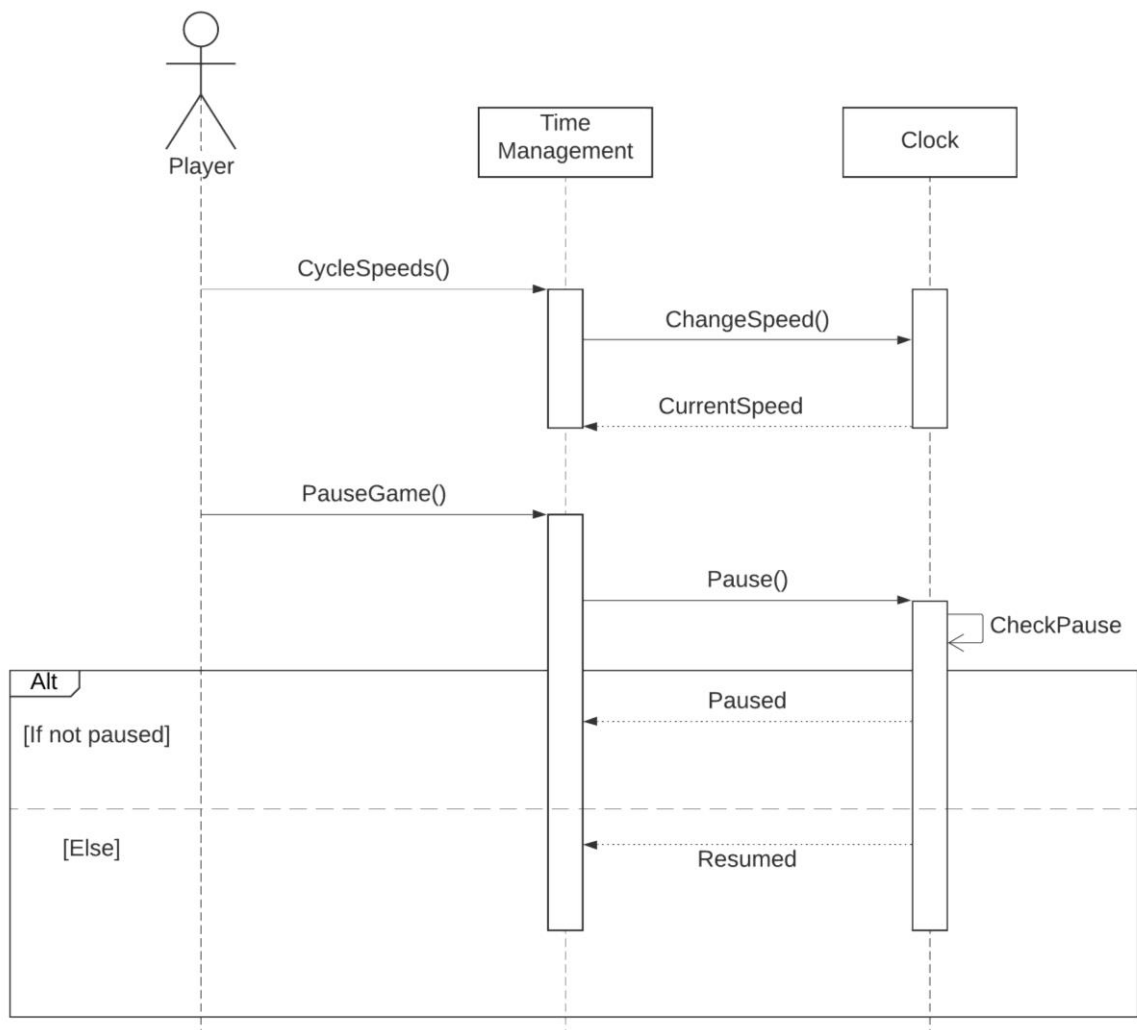 Player
Time
Management
Clock
CycleSpeeds()
ChangeSpeed()
CurrentSpeed
PauseGame()
Pause()
CheckPause
Alt
Paused
[If not paused]
[Else]
Resumed